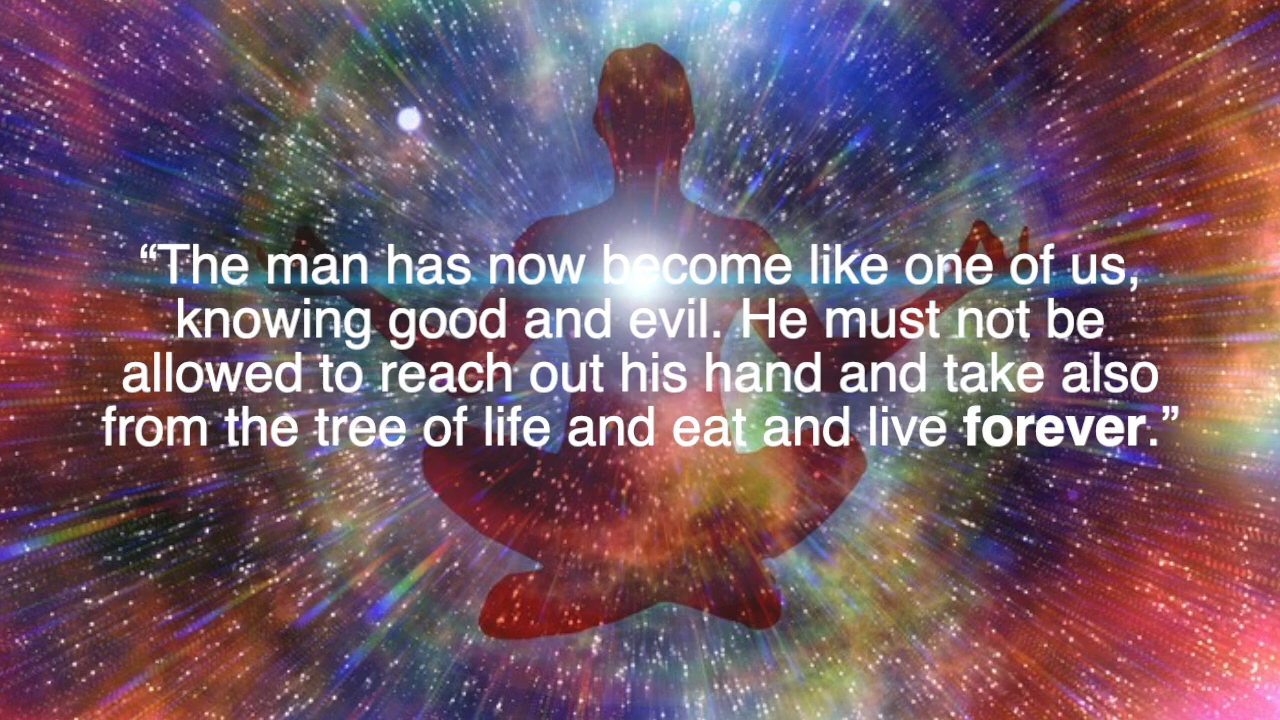 “The man has now become like one of us,
knowing good and evil. He must not be
allowed to reach out his hand and take also
from the tree of life and eat and live forever.”